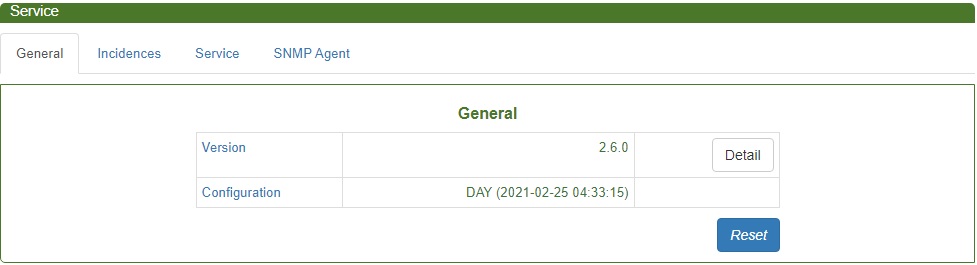 Service
General Incidences Service SNMP Agent
General
Version 2.6.0 Detail
Configuration DAY (2021-02-25 04:33:15)
Reset